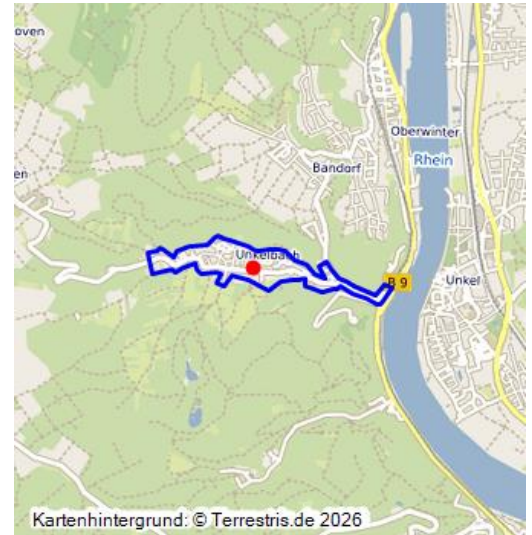 oven
Oberwinter
Rhein
Bandorf
en
Unkelbach
B 9
Unkel
Kartenhintergrund: © Terrestris.de 2026